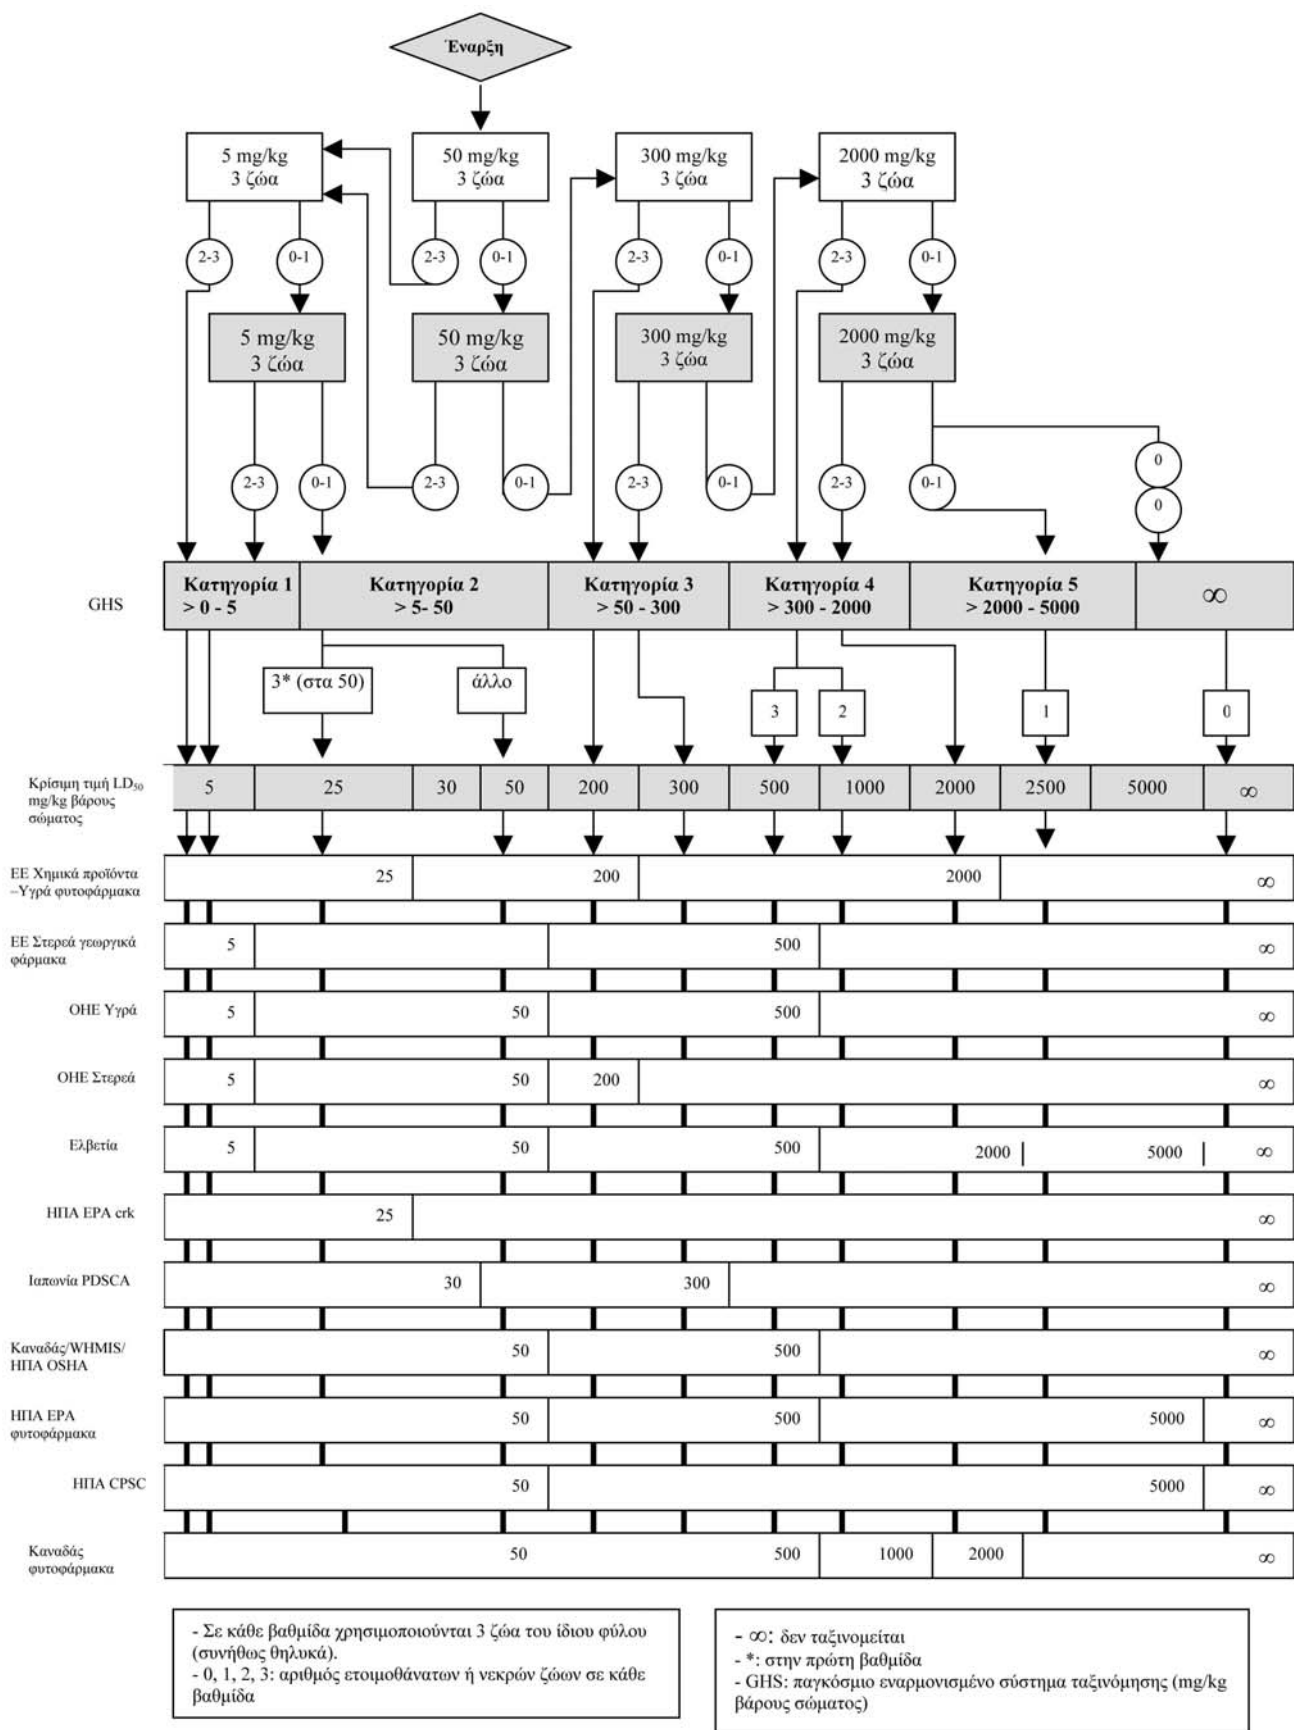 Έναρξη
5 mg/kg
3 ζώα
50 mg/kg
3 ζώα
300 mg/kg
3 ζώα
2000 mg/kg
3 ζώα
2-3
0-1
2-3
0-1
2-3
0-1
2-3
0-1
5 mg/kg
3 ζώα
50 mg/kg
3 ζώα
300 mg/kg
3 ζώα
2000 mg/kg
3 ζώα
2-3
0-1
2-3
0-1
2-3
0-1
2-3
0-1
0
0
GHS
Κατηγορία 1
> 0 - 5
Κατηγορία 2
> 5- 50
Κατηγορία 3
> 50 - 300
Κατηγορία 4
> 300 - 2000
Κατηγορία 5
> 2000 - 5000
∞
3* (στα 50)
άλλο
3
2
1
0
Κρίσιμη τιμή LD₅₀
mg/kg βάρους
σώματος
5 25 30 50 200 300 500 1000 2000 2500 5000 ∞
ΕΕ Χημικά προϊόντα
–Υγρά φυτοφάρμακα
25 200 2000 ∞
ΕΕ Στερεά γεωργικά
φάρμακα
5 500 ∞
ΟΗΕ Υγρά 5 50 500 ∞
ΟΗΕ Στερεά 5 50 200 ∞
Ελβετία 5 50 500 2000 5000 ∞
ΗΠΑ EPA crk 25 ∞
Ιαπωνία PDSCA 30 300 ∞
Καναδάς/WHMIS/
ΗΠΑ OSHA
50 500 ∞
ΗΠΑ EPA
φυτοφάρμακα
50 500 5000 ∞
ΗΠΑ CPSC 50 5000 ∞
Καναδάς
φυτοφάρμακα
50 500 1000 2000 ∞
- Σε κάθε βαθμίδα χρησιμοποιούνται 3 ζώα του ίδιου φύλου
(συνήθως θηλυκά).
- 0, 1, 2, 3: αριθμός ετοιμοθάνατων ή νεκρών ζώων σε κάθε
βαθμίδα
- ∞: δεν ταξινομείται
- *: στην πρώτη βαθμίδα
- GHS: παγκόσμιο εναρμονισμένο σύστημα ταξινόμησης (mg/kg
βάρους σώματος)